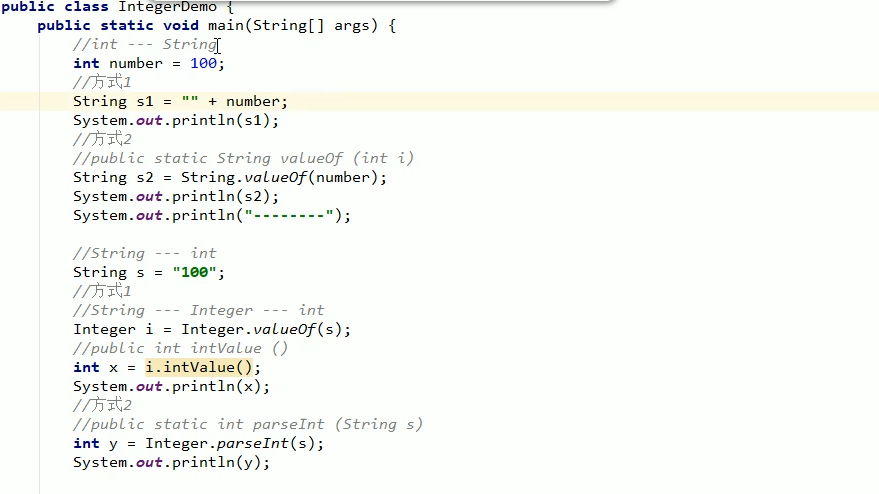 public class IntegerDemo {
public static void main(String[] args) {
//int --- String
int number = 100;
//方式1
String s1 = "" + number;
System.out.println(s1);
//方式2
//public static String valueOf (int i)
String s2 = String.valueOf(number);
System.out.println(s2);
System.out.println("--------");
//String --- int
String s = "100";
//方式1
//String --- Integer --- int
Integer i = Integer.valueOf(s);
//public int intValue ()
int x = i.intValue();
System.out.println(x);
//方式2
//public static int parseInt (String s)
int y = Integer.parseInt(s);
System.out.println(y);